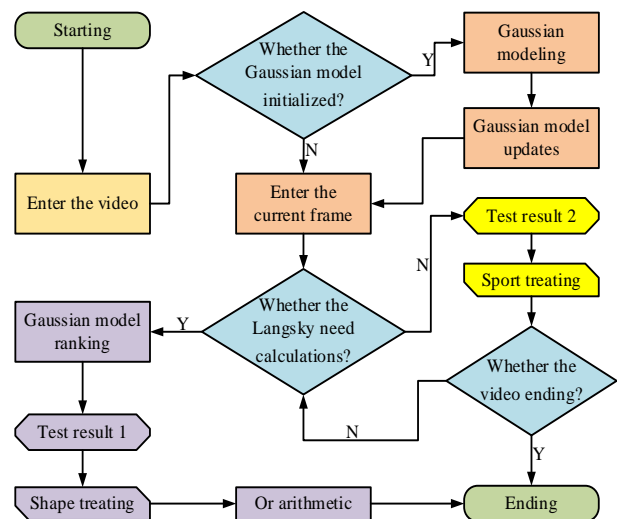 Starting
Whether the
Gaussian model
initialized?
Y
Gaussian
modeling
Gaussian model
updates
N
Enter the video
Enter the
current frame
Test result 2
N
Sport treating
Gaussian model
ranking
Y
Whether the
Langsky need
calculations?
Whether the
video ending?
N
Y
Test result 1
Shape treating
Or arithmetic
Ending